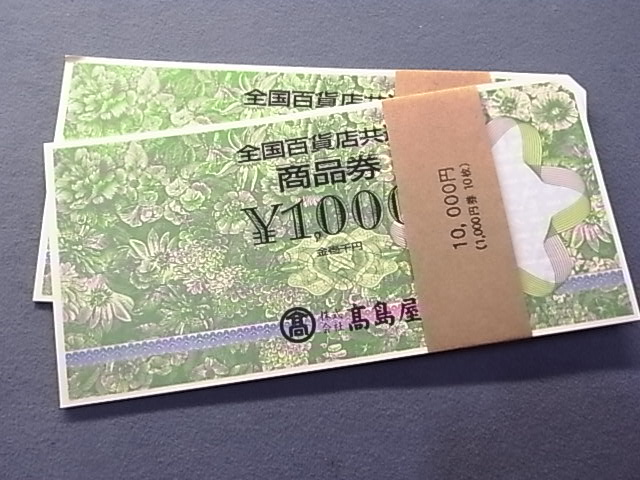 全国百貨店共
全国百貨店共
商品券
¥1,000
金壱千円
髙 株式会社 髙島屋
10,000円
(1,000円券 10枚)